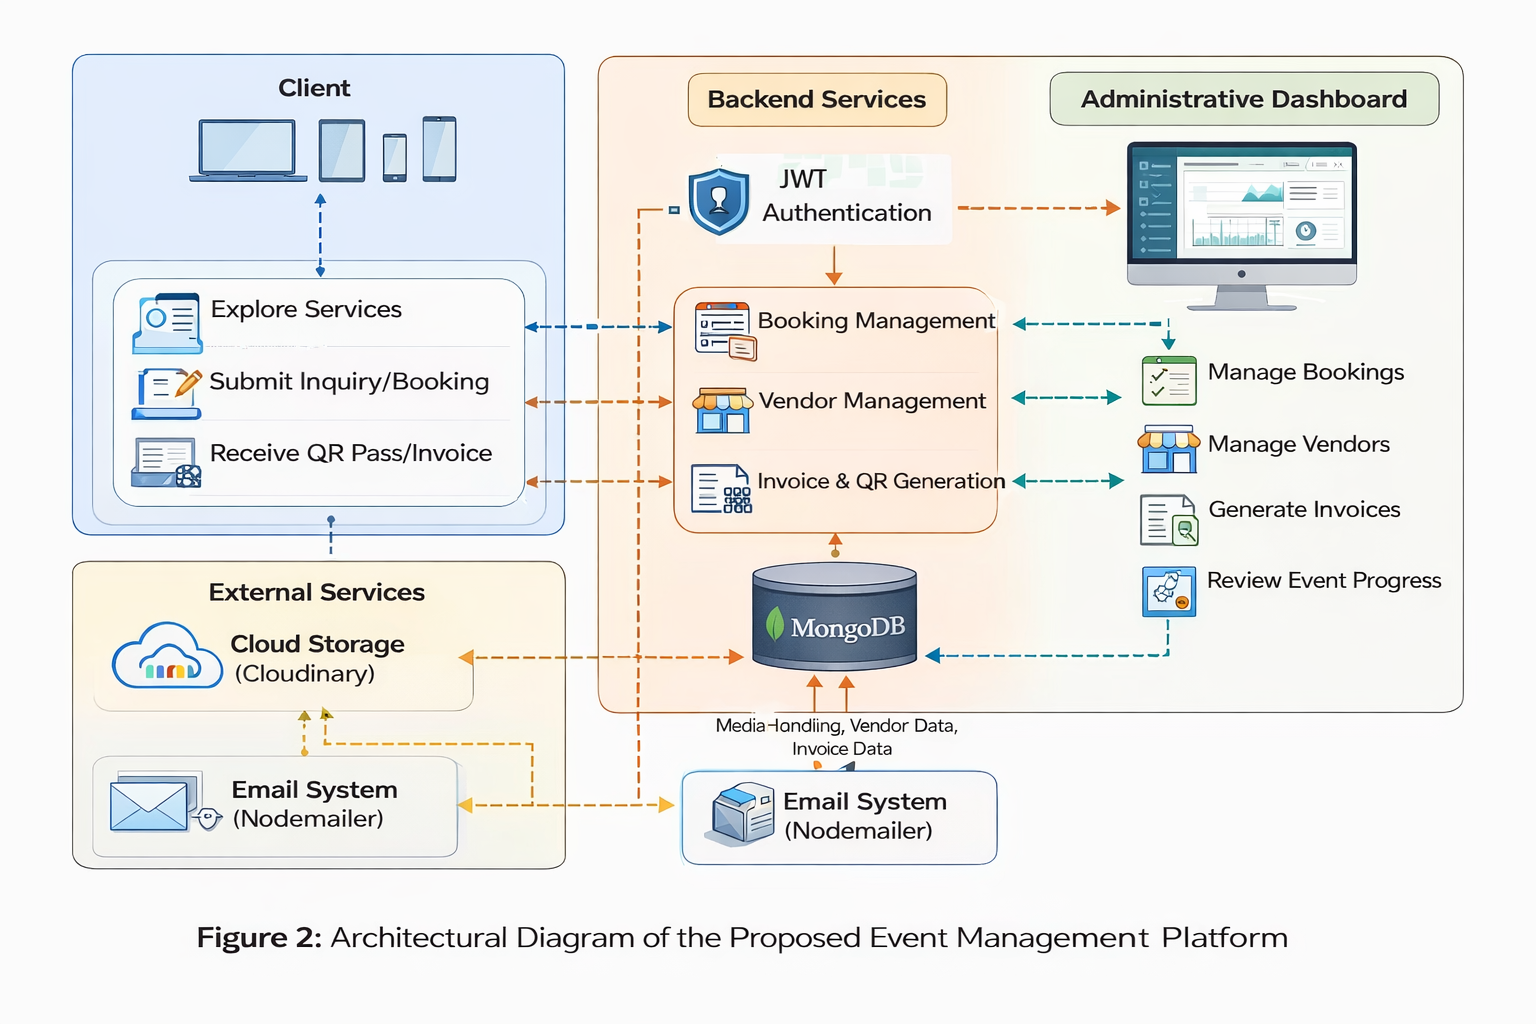 Client
Explore Services
Submit Inquiry/Booking
Receive QR Pass/Invoice
External Services
Cloud Storage
(Cloudinary)
Email System
(Nodemailer)
Backend Services
JWT
Authentication
Booking Management
Vendor Management
Invoice & QR Generation
MongoDB
Handling, Vendor Data,
Invoice Data
Email System
(Nodemailer)
Administrative Dashboard
Manage Bookings
Manage Vendors
Generate Invoices
Review Event Progress
Figure 2: Architectural Diagram of the Proposed Event Management Platform